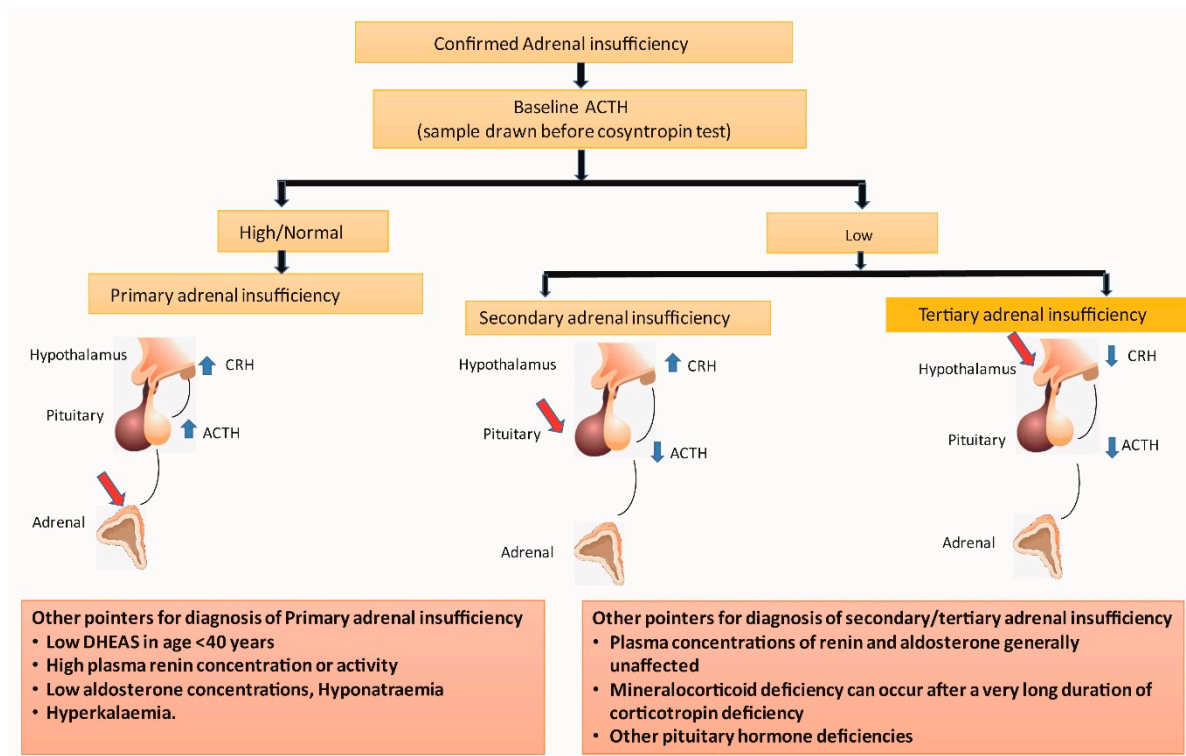 Confirmed Adrenal insufficiency
Baseline ACTH
(sample drawn before cosyntropin test)
High/Normal
Low
Primary adrenal insufficiency
Secondary adrenal insufficiency
Tertiary adrenal insufficiency
Hypothalamus
CRH
Pituitary
ACTH
Adrenal
Hypothalamus
CRH
Pituitary
ACTH
Adrenal
Hypothalamus
CRH
Pituitary
ACTH
Adrenal
Other pointers for diagnosis of Primary adrenal insufficiency
• Low DHEAS in age <40 years
• High plasma renin concentration or activity
• Low aldosterone concentrations, Hyponatraemia
• Hyperkalaemia.
Other pointers for diagnosis of secondary/tertiary adrenal insufficiency
• Plasma concentrations of renin and aldosterone generally
unaffected
• Mineralocorticoid deficiency can occur after a very long duration of
corticotropin deficiency
• Other pituitary hormone deficiencies